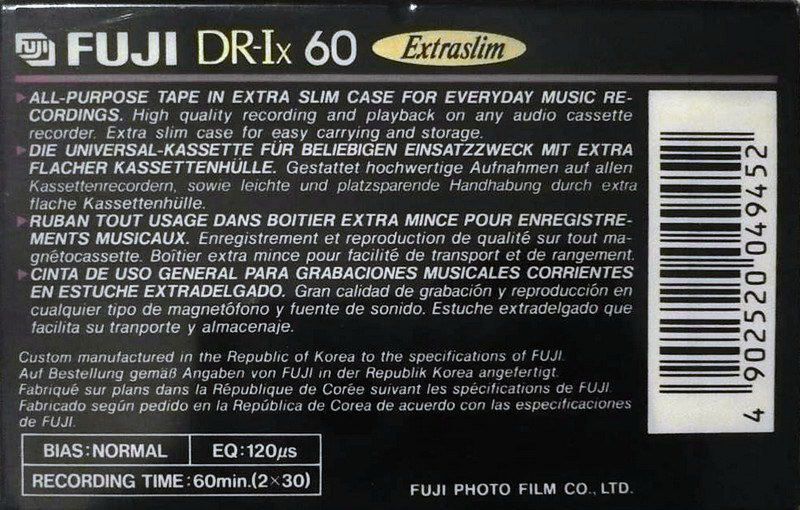 Fuji FUJI DR-Ix 60 Extraslim
ALL-PURPOSE TAPE IN EXTRA SLIM CASE FOR EVERYDAY MUSIC RE-
CORDINGS. High quality recording and playback on any audio cassette
recorder. Extra slim case for easy carrying and storage.
DIE UNIVERSAL-KASSETTE FÜR BELIEBIGEN EINSATZZWECK MIT EXTRA
FLACHER KASSETTENHÜLLE. Gestattet hochwertige Aufnahmen auf allen
Kassettenrecordern, sowie leichte und platzsparende Handhabung durch extra
flache Kassettenhülle.
RUBAN TOUT USAGE DANS BOITIER EXTRA MINCE POUR ENREGISTRE-
MENTS MUSICAUX. Enregistrement et reproduction de qualité sur tout ma-
gnétocassette. Boîtier extra mince pour facilité de transport et de rangement.
CINTA DE USO GENERAL PARA GRABACIONES MUSICALES CORRIENTES
EN ESTUCHE EXTRADELGADO. Gran calidad de grabación y reproducción en
cualquier tipo de magnetófono y fuente de sonido. Estuche extradelgado que
facilita su tranporte y almacenaje.
Custom manufactured in the Republic of Korea to the specifications of FUJI.
Auf Bestellung gemäß Angaben von FUJI in der Republik Korea angefertigt.
Fabriqué sur plans dans la République de Corée suivant les spécifications de FUJI.
Fabricado según pedido en la República de Corea de acuerdo con las especificaciones
de FUJI.
BIAS:NORMAL EQ:120μs
RECORDING TIME:60min.(2×30)
FUJI PHOTO FILM CO., LTD.
4 902520 049452